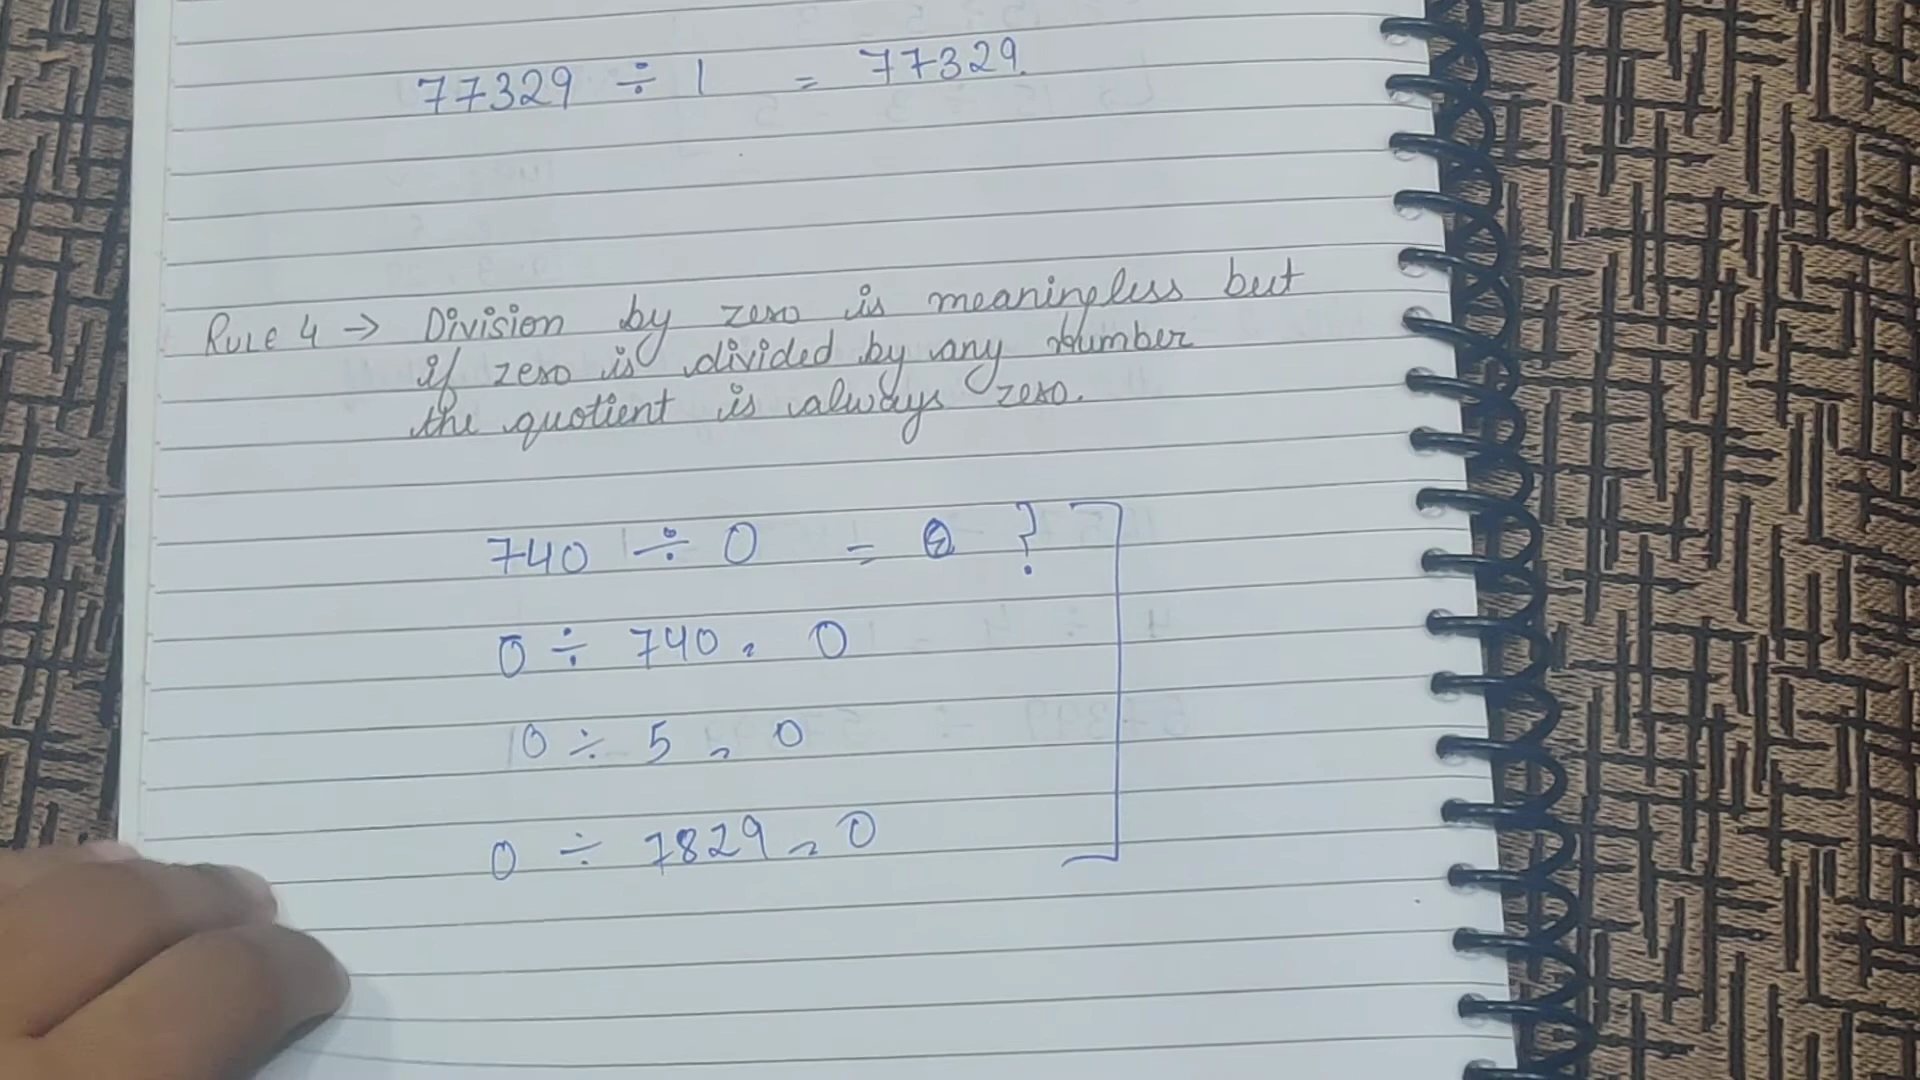 77329 ÷ 1 = 77329.
Rule 4 → Division by zero is meaningless but
if zero is divided by any number
the quotient is always zero.
740 ÷ 0 = ?
0 ÷ 740 = 0
0 ÷ 5 = 0
0 ÷ 7829 = 0